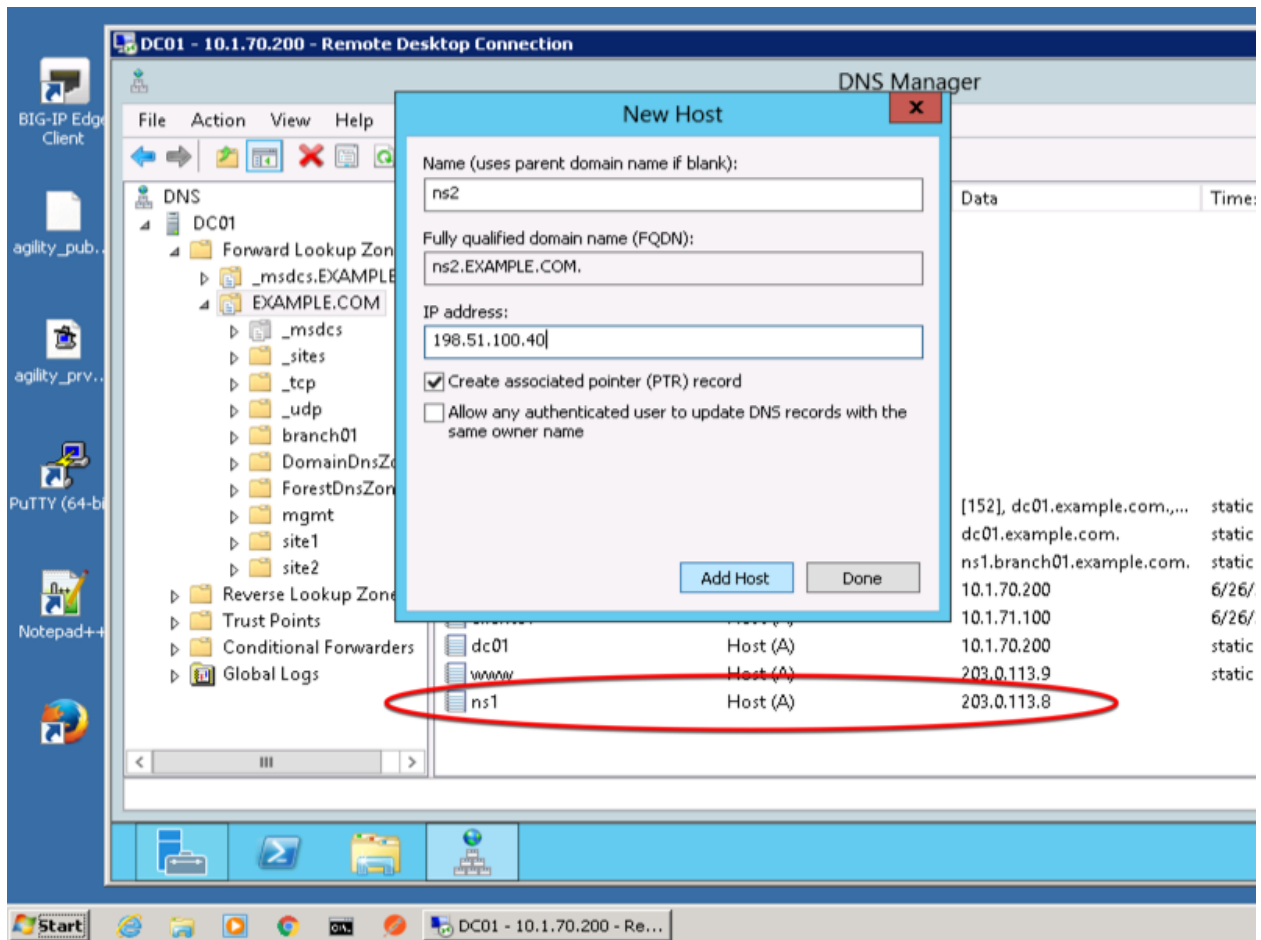 DC01 - 10.1.70.200 - Remote Desktop Connection
DNS Manager
BIG-IP Edge
Client
agility_pub..
agility_prv..
PuTTY (64-bi
Notepad++
File Action View Help
DNS
DC01
Forward Lookup Zon
_msdcs.EXAMPLE
EXAMPLE.COM
_msdcs
_sites
_tcp
_udp
branch01
DomainDnsZo
ForestDnsZon
mgmt
site1
site2
Reverse Lookup Zone
Trust Points
Conditional Forwarders
Global Logs
New Host
x
Name (uses parent domain name if blank):
ns2
Fully qualified domain name (FQDN):
ns2.EXAMPLE.COM.
IP address:
198.51.100.40
Create associated pointer (PTR) record
Allow any authenticated user to update DNS records with the
same owner name
Add Host Done
Data Time
[152], dc01.example.com.,... static
dc01.example.com. static
ns1.branch01.example.com. static
10.1.70.200 6/26/
10.1.71.100 6/26/
dc01 Host (A) 10.1.70.200 static
www Host (A) 203.0.113.9 static
ns1 Host (A) 203.0.113.8
Start
DC01 - 10.1.70.200 - Re...